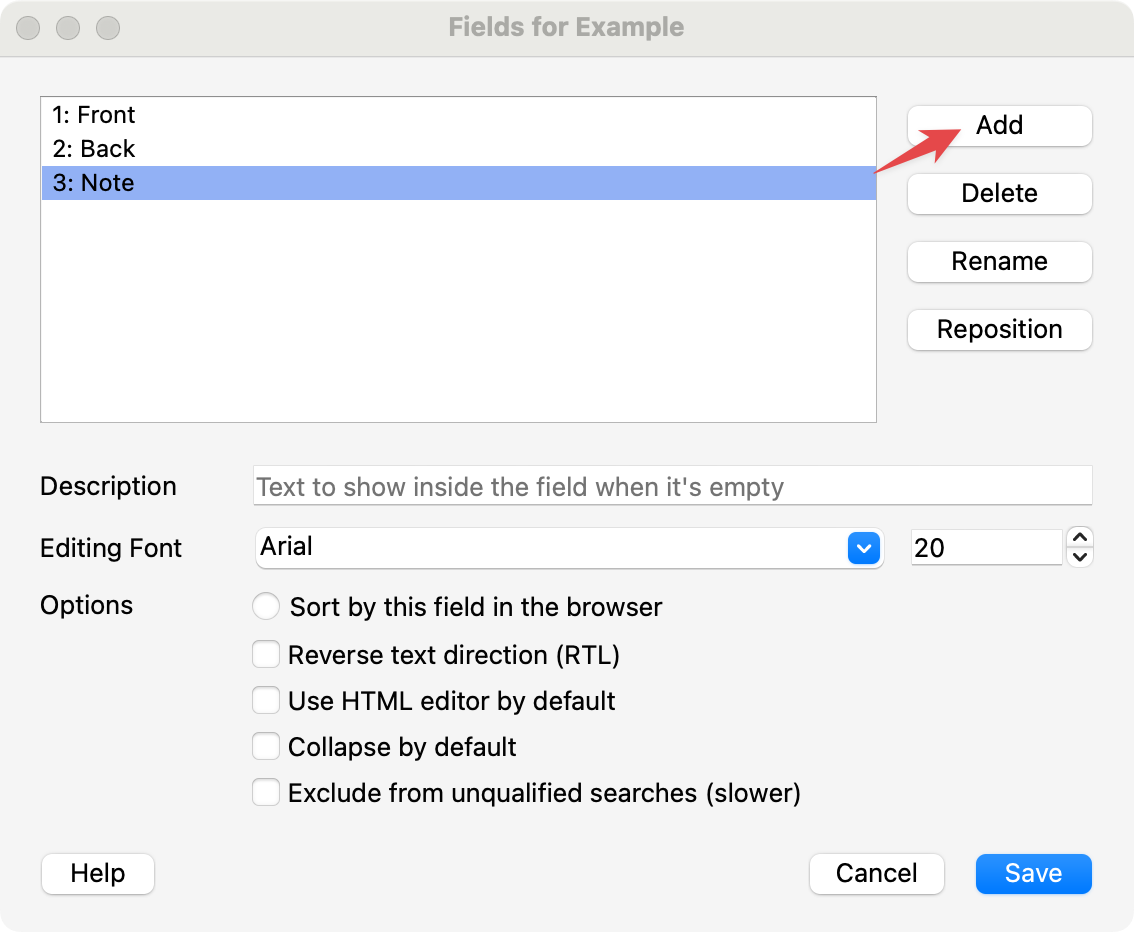 Fields for Example
1: Front
2: Back
3: Note
Add
Delete
Rename
Reposition
Description
Text to show inside the field when it's empty
Editing Font
Arial
20
Options
Sort by this field in the browser
Reverse text direction (RTL)
Use HTML editor by default
Collapse by default
Exclude from unqualified searches (slower)
Help
Cancel
Save